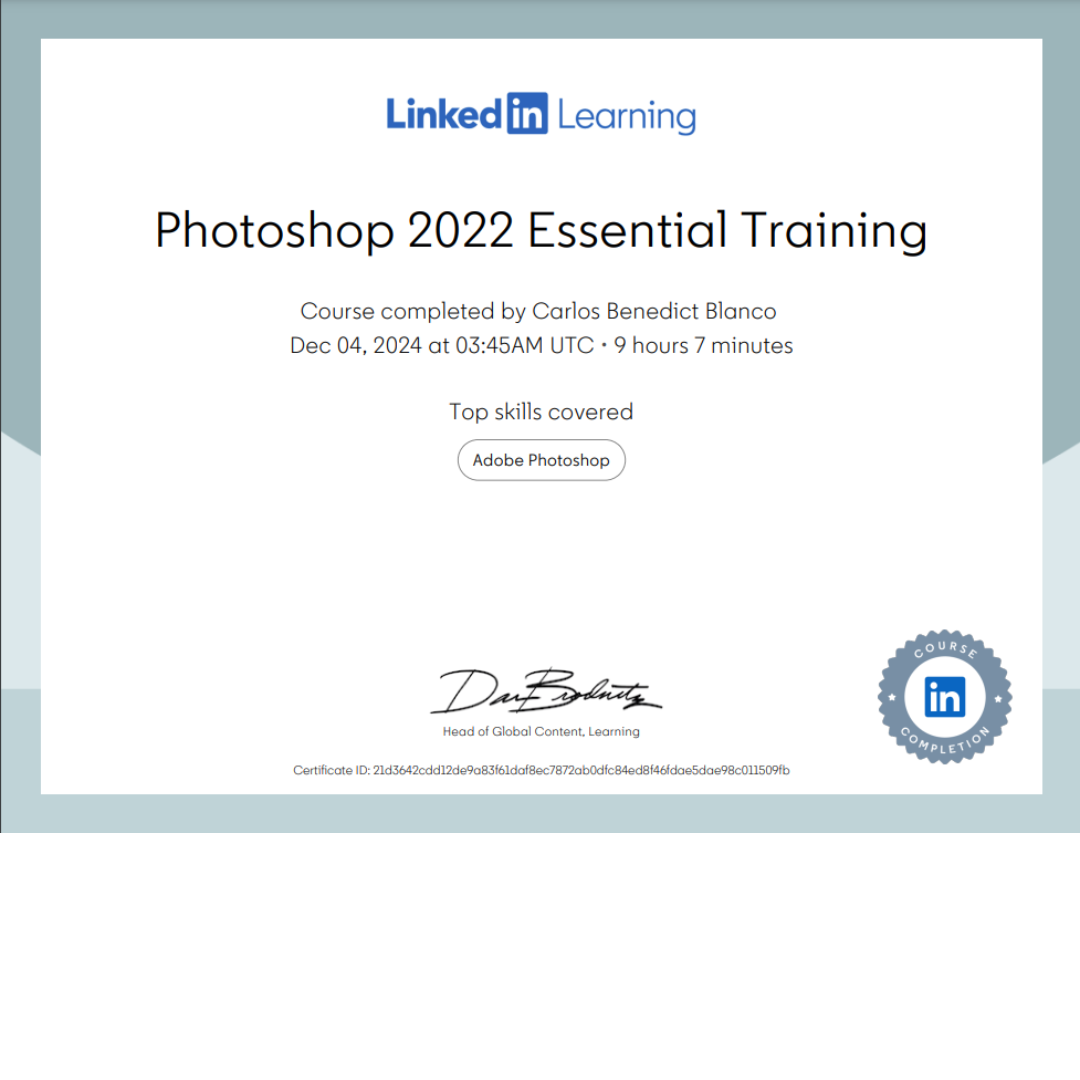 Linkedin Learning
Photoshop 2022 Essential Training
Course completed by Carlos Benedict Blanco
Dec 04, 2024 at 03:45AM UTC • 9 hours 7 minutes
Top skills covered
Adobe Photoshop
COURSE
in
COMPLETION
Dan Brodnitz
Head of Global Content, Learning
Certificate ID: 21d3642cdd12de9a83f61daf8ec7872ab0dfc84ed8f46fdae5dae98c011509fb